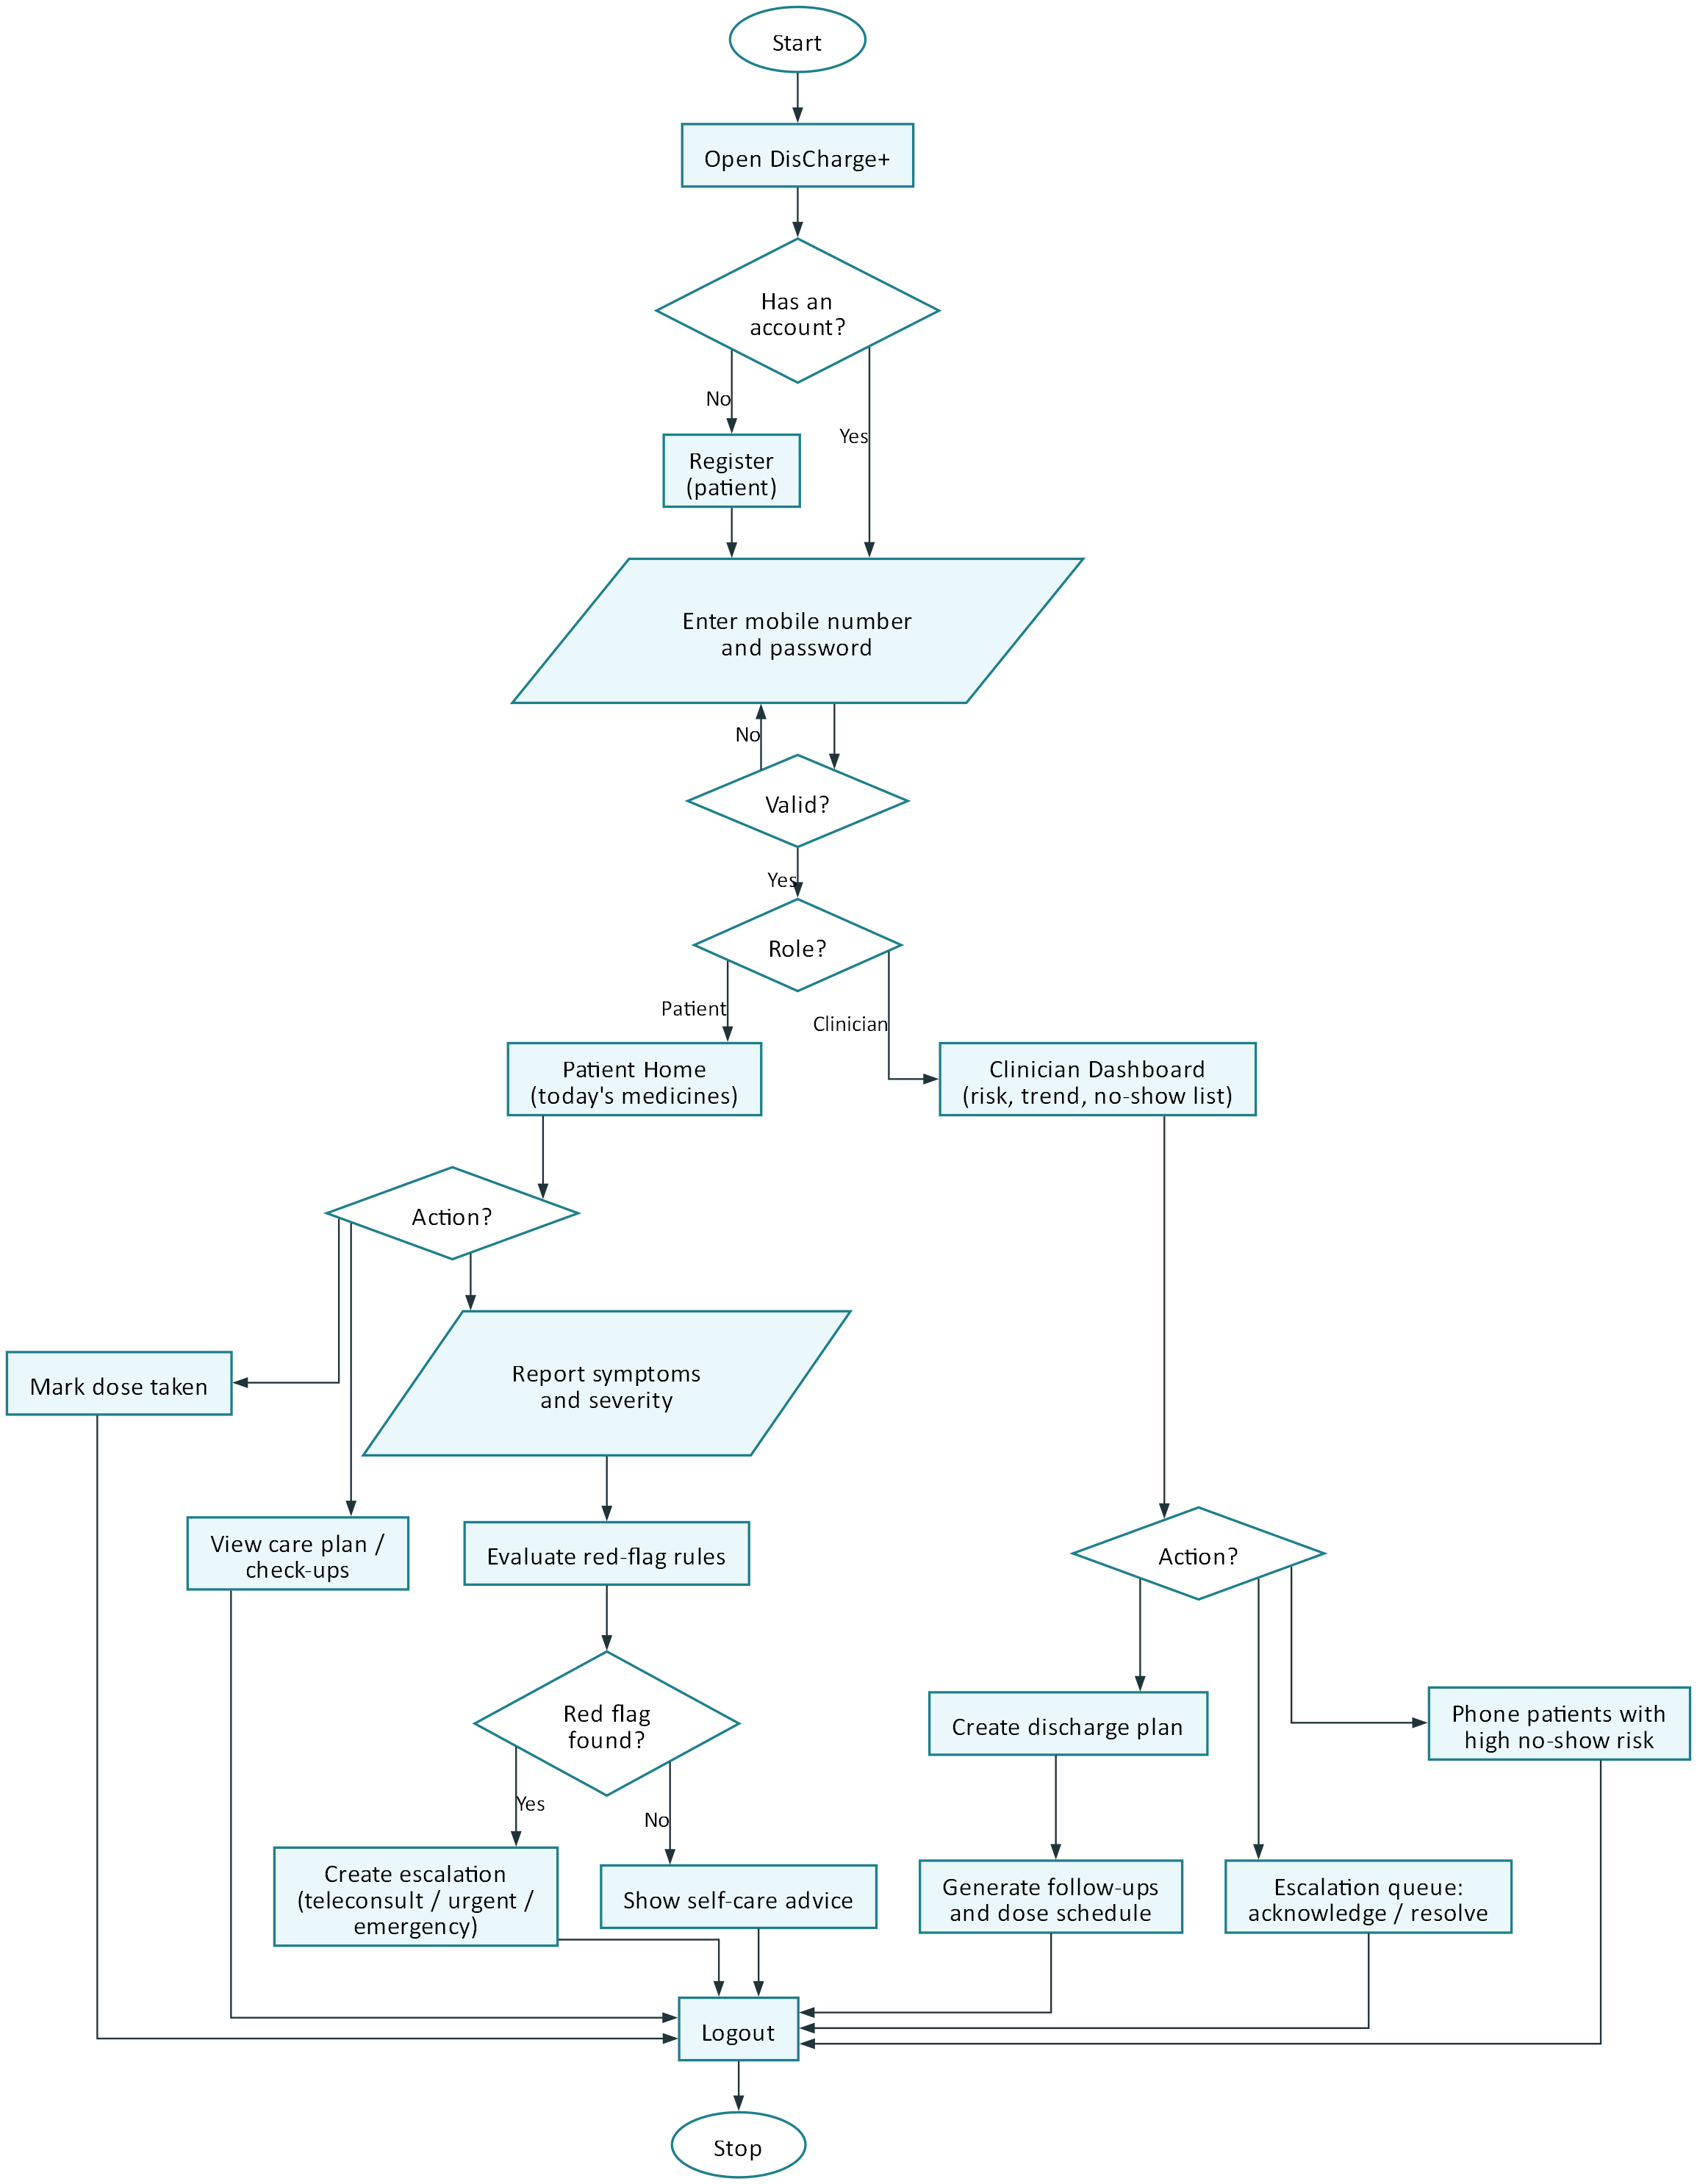 Start
Open DisCharge+
Has an
account?
No
Yes
Register
(patient)
Enter mobile number
and password
No
Valid?
Yes
Role?
Patient
Clinician
Patient Home
(today's medicines)
Clinician Dashboard
(risk, trend, no-show list)
Action?
Mark dose taken
Report symptoms
and severity
View care plan /
check-ups
Evaluate red-flag rules
Action?
Red flag
found?
Create discharge plan
Phone patients with
high no-show risk
Yes
No
Create escalation
(teleconsult / urgent /
emergency)
Show self-care advice
Generate follow-ups
and dose schedule
Escalation queue:
acknowledge / resolve
Logout
Stop